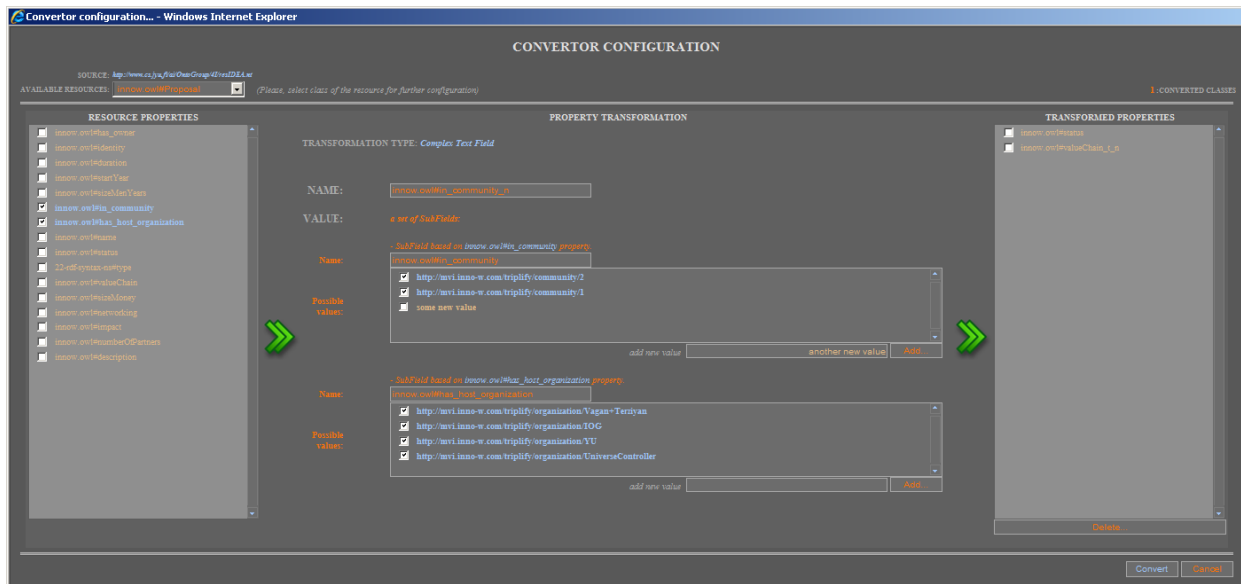 Convertor configuration... - Windows Internet Explorer
CONVERTOR CONFIGURATION
SOURCE:
AVAILABLE RESOURCES: innow.owl#Proposal (Please, select class of the resource for further configuration) 1 :CONVERTED CLASSES
RESOURCE PROPERTIES
innow.owl#has_owner
innow.owl#identity
innow.owl#duration
innow.owl#startYear
innow.owl#sizeMenYears
innow.owl#in_community
innow.owl#has_host_organization
innow.owl#name
innow.owl#status
22-rdf-syntax-ns#type
innow.owl#valueChain
innow.owl#sizeMoney
innow.owl#networking
innow.owl#impact
innow.owl#numberOfPartners
innow.owl#description
PROPERTY TRANSFORMATION
TRANSFORMATION TYPE: Complex Text Field
NAME: innow.owl#in_community_n
VALUE: a set of SubFields:
- SubField based on innow.owl#in_community property.
Name: innow.owl#in_community
Possible values:
http://mvi.inno-w.com/triplify/community/2
http://mvi.inno-w.com/triplify/community/1
some new value
add new value another new value Add...
- SubField based on innow.owl#has_host_organization property.
Name: innow.owl#has_host_organization
Possible values:
http://mvi.inno-w.com/triplify/organization/Vagan+Terziyan
http://mvi.inno-w.com/triplify/organization/IOG
http://mvi.inno-w.com/triplify/organization/YU
http://mvi.inno-w.com/triplify/organization/UniverseController
add new value Add...
TRANSFORMED PROPERTIES
innow.owl#status
innow.owl#valueChain_t_n
Delete...
Convert Cancel